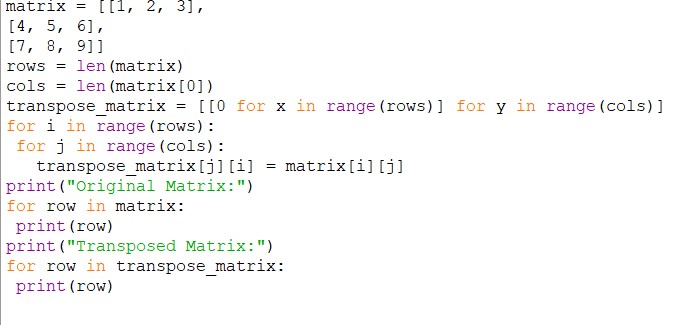 matrix = [[1, 2, 3],
[4, 5, 6],
[7, 8, 9]]
rows = len(matrix)
cols = len(matrix[0])
transpose_matrix = [[0 for x in range(rows)] for y in range(cols)]
for i in range(rows):
 for j in range(cols):
   transpose_matrix[j][i] = matrix[i][j]
print("Original Matrix:")
for row in matrix:
 print(row)
print("Transposed Matrix:")
for row in transpose_matrix:
 print(row)